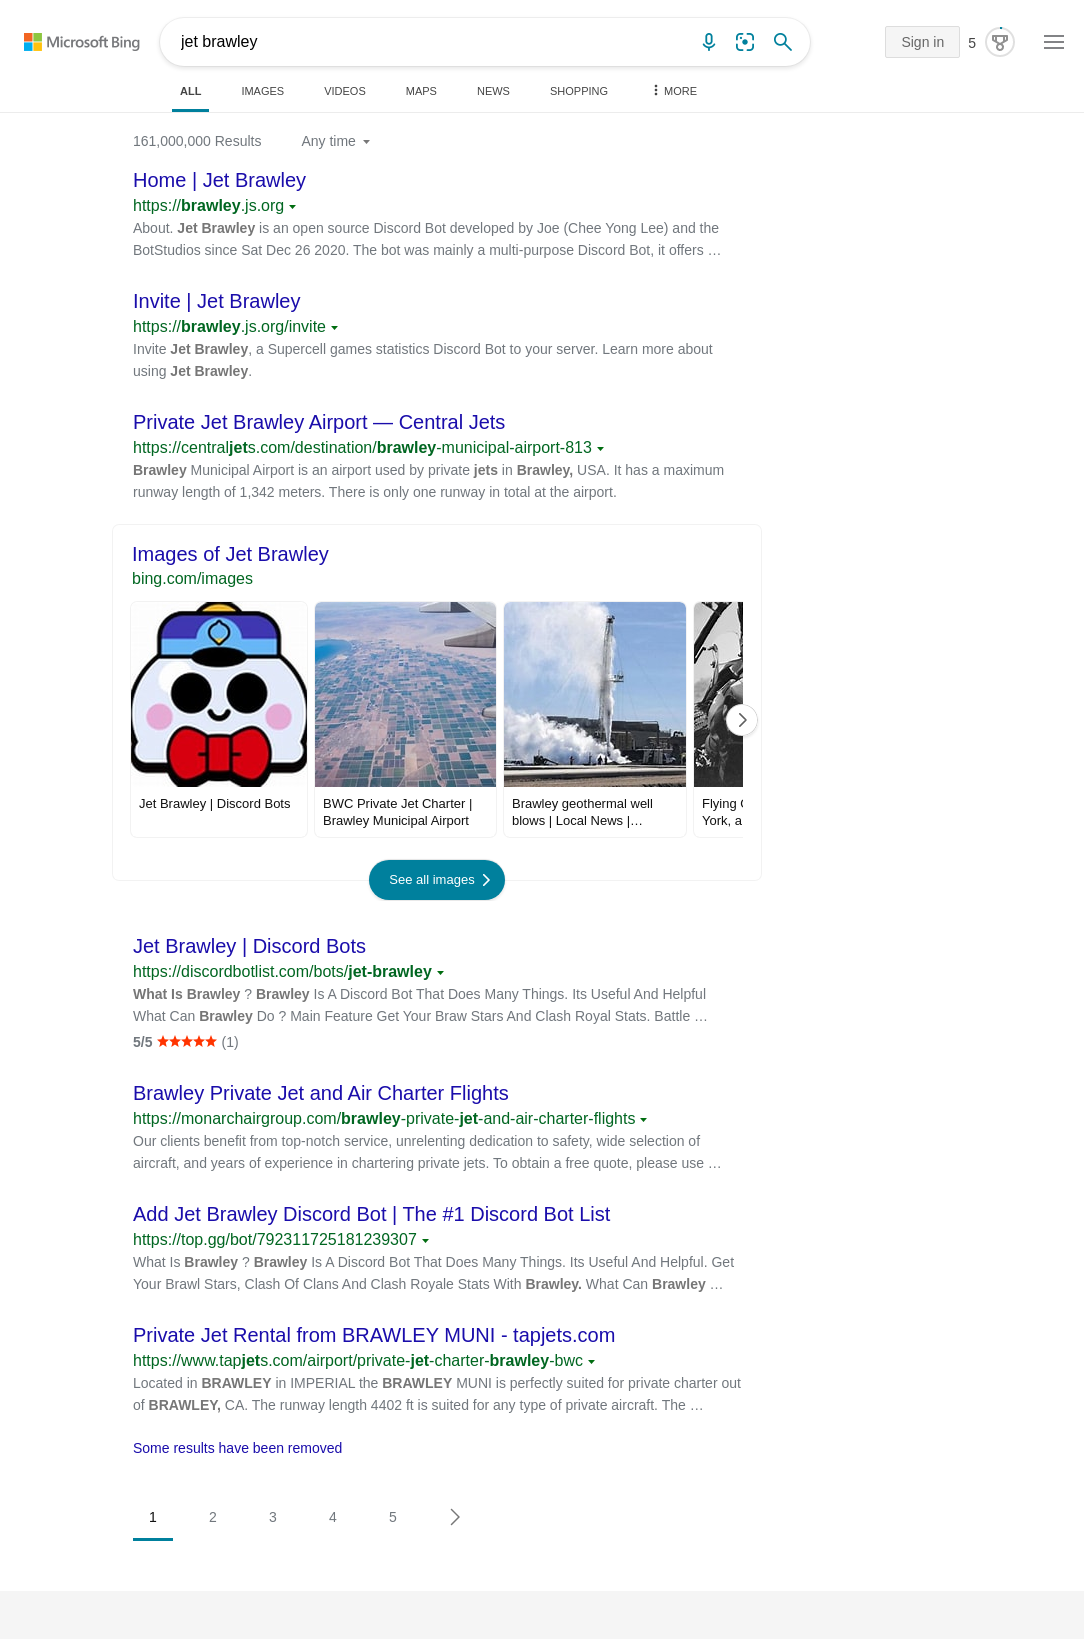 Microsoft Bing
jet brawley
Sign in
5
ALL
IMAGES
VIDEOS
MAPS
NEWS
SHOPPING
MORE
161,000,000 Results
Any time
Home | Jet Brawley
https://brawley.js.org
About. Jet Brawley is an open source Discord Bot developed by Joe (Chee Yong Lee) and the
BotStudios since Sat Dec 26 2020. The bot was mainly a multi-purpose Discord Bot, it offers …
Invite | Jet Brawley
https://brawley.js.org/invite
Invite Jet Brawley, a Supercell games statistics Discord Bot to your server. Learn more about
using Jet Brawley.
Private Jet Brawley Airport — Central Jets
https://centraljets.com/destination/brawley-municipal-airport-813
Brawley Municipal Airport is an airport used by private jets in Brawley, USA. It has a maximum
runway length of 1,342 meters. There is only one runway in total at the airport.
Images of Jet Brawley
bing.com/images
Jet Brawley | Discord Bots
BWC Private Jet Charter |
Brawley Municipal Airport
Brawley geothermal well
blows | Local News |…
Flying
York, a
See all images
Jet Brawley | Discord Bots
https://discordbotlist.com/bots/jet-brawley
What Is Brawley ? Brawley Is A Discord Bot That Does Many Things. Its Useful And Helpful
What Can Brawley Do ? Main Feature Get Your Braw Stars And Clash Royal Stats. Battle …
5/5 ★★★★★ (1)
Brawley Private Jet and Air Charter Flights
https://monarchairgroup.com/brawley-private-jet-and-air-charter-flights
Our clients benefit from top-notch service, unrelenting dedication to safety, wide selection of
aircraft, and years of experience in chartering private jets. To obtain a free quote, please use …
Add Jet Brawley Discord Bot | The #1 Discord Bot List
https://top.gg/bot/792311725181239307
What Is Brawley ? Brawley Is A Discord Bot That Does Many Things. Its Useful And Helpful. Get
Your Brawl Stars, Clash Of Clans And Clash Royale Stats With Brawley. What Can Brawley …
Private Jet Rental from BRAWLEY MUNI - tapjets.com
https://www.tapjets.com/airport/private-jet-charter-brawley-bwc
Located in BRAWLEY in IMPERIAL the BRAWLEY MUNI is perfectly suited for private charter out
of BRAWLEY, CA. The runway length 4402 ft is suited for any type of private aircraft. The …
Some results have been removed
1
2
3
4
5